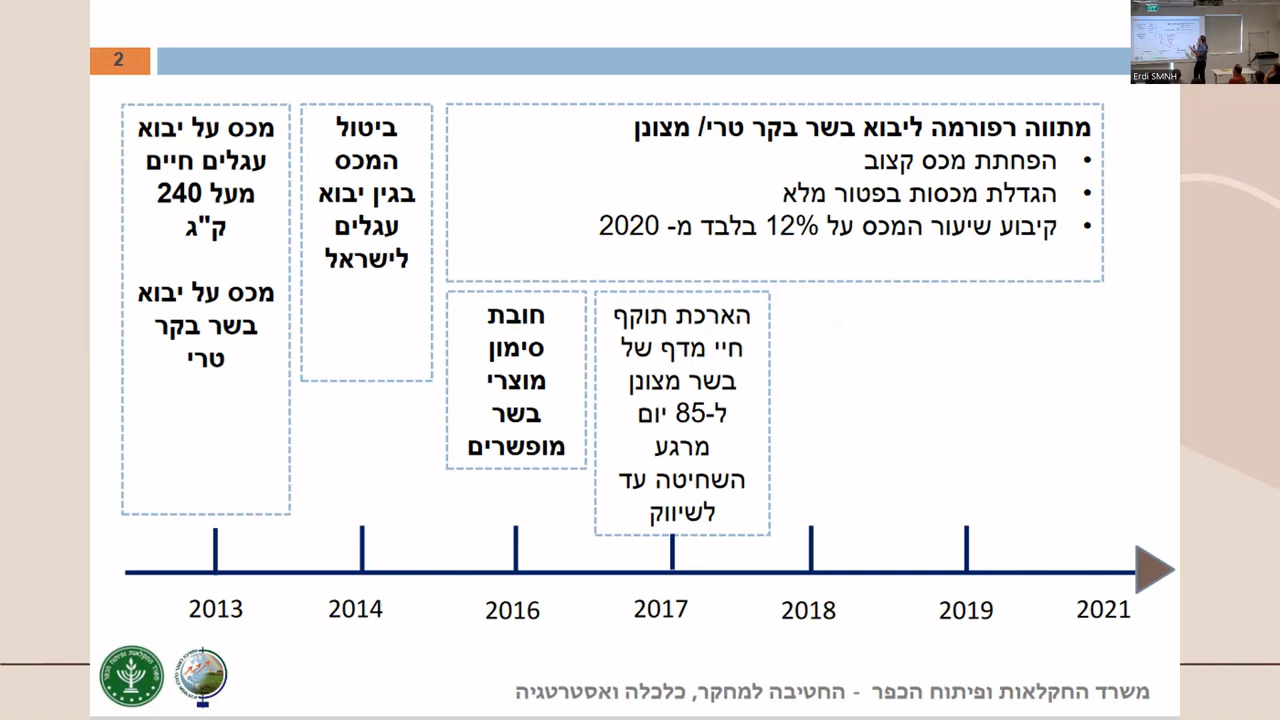 2
Erdi SMNH
מכס על יבוא
עגלים חיים
מעל 240
ק"ג
מכס על יבוא
בשר בקר
טרי
ביטול
המכס
בגין יבוא
עגלים
לישראל
מתווה רפורמה ליבוא בשר בקר טרי/ מצונן
• הפחתת מכס קצוב
• הגדלת מכסות בפטור מלא
• קיבוע שיעור המכס על 12% בלבד מ- 2020
חובת
סימון
מוצרי
בשר
מופשרים
הארכת תוקף
חיי מדף של
בשר מצונן
ל-85 יום
מרגע
השחיטה עד
לשיווק
2013
2014
2016
2017
2018
2019
2021
משרד החקלאות ופיתוח הכפר
משרד החקלאות ופיתוח הכפר - החטיבה למחקר, כלכלה ואסטרטגיה